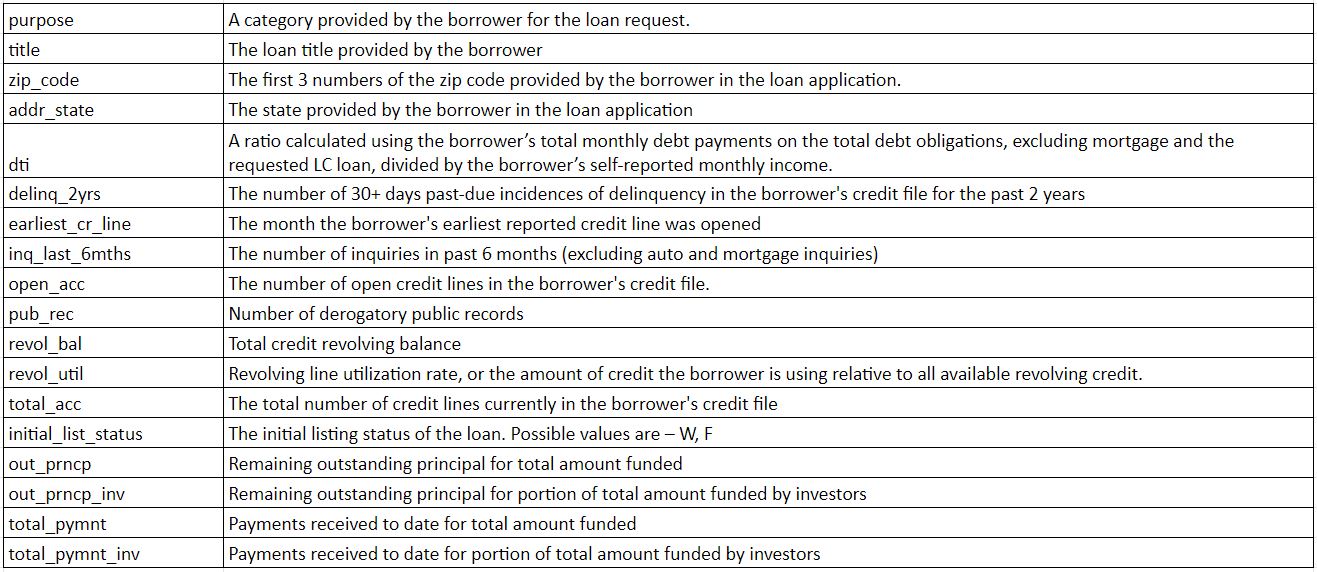 purpose A category provided by the borrower for the loan request.
title The loan title provided by the borrower
zip_code The first 3 numbers of the zip code provided by the borrower in the loan application.
addr_state The state provided by the borrower in the loan application
A ratio calculated using the borrower’s total monthly debt payments on the total debt obligations, excluding mortgage and the
dti requested LC loan, divided by the borrower’s self-reported monthly income.
delinq_2yrs The number of 30+ days past-due incidences of delinquency in the borrower's credit file for the past 2 years
earliest_cr_line The month the borrower's earliest reported credit line was opened
inq_last_6mths The number of inquiries in past 6 months (excluding auto and mortgage inquiries)
open_acc The number of open credit lines in the borrower's credit file.
pub_rec Number of derogatory public records
revol_bal Total credit revolving balance
revol_util Revolving line utilization rate, or the amount of credit the borrower is using relative to all available revolving credit.
total_acc The total number of credit lines currently in the borrower's credit file
initial_list_status The initial listing status of the loan. Possible values are – W, F
out_prncp Remaining outstanding principal for total amount funded
out_prncp_inv Remaining outstanding principal for portion of total amount funded by investors
total_pymnt Payments received to date for total amount funded
total_pymnt_inv Payments received to date for portion of total amount funded by investors